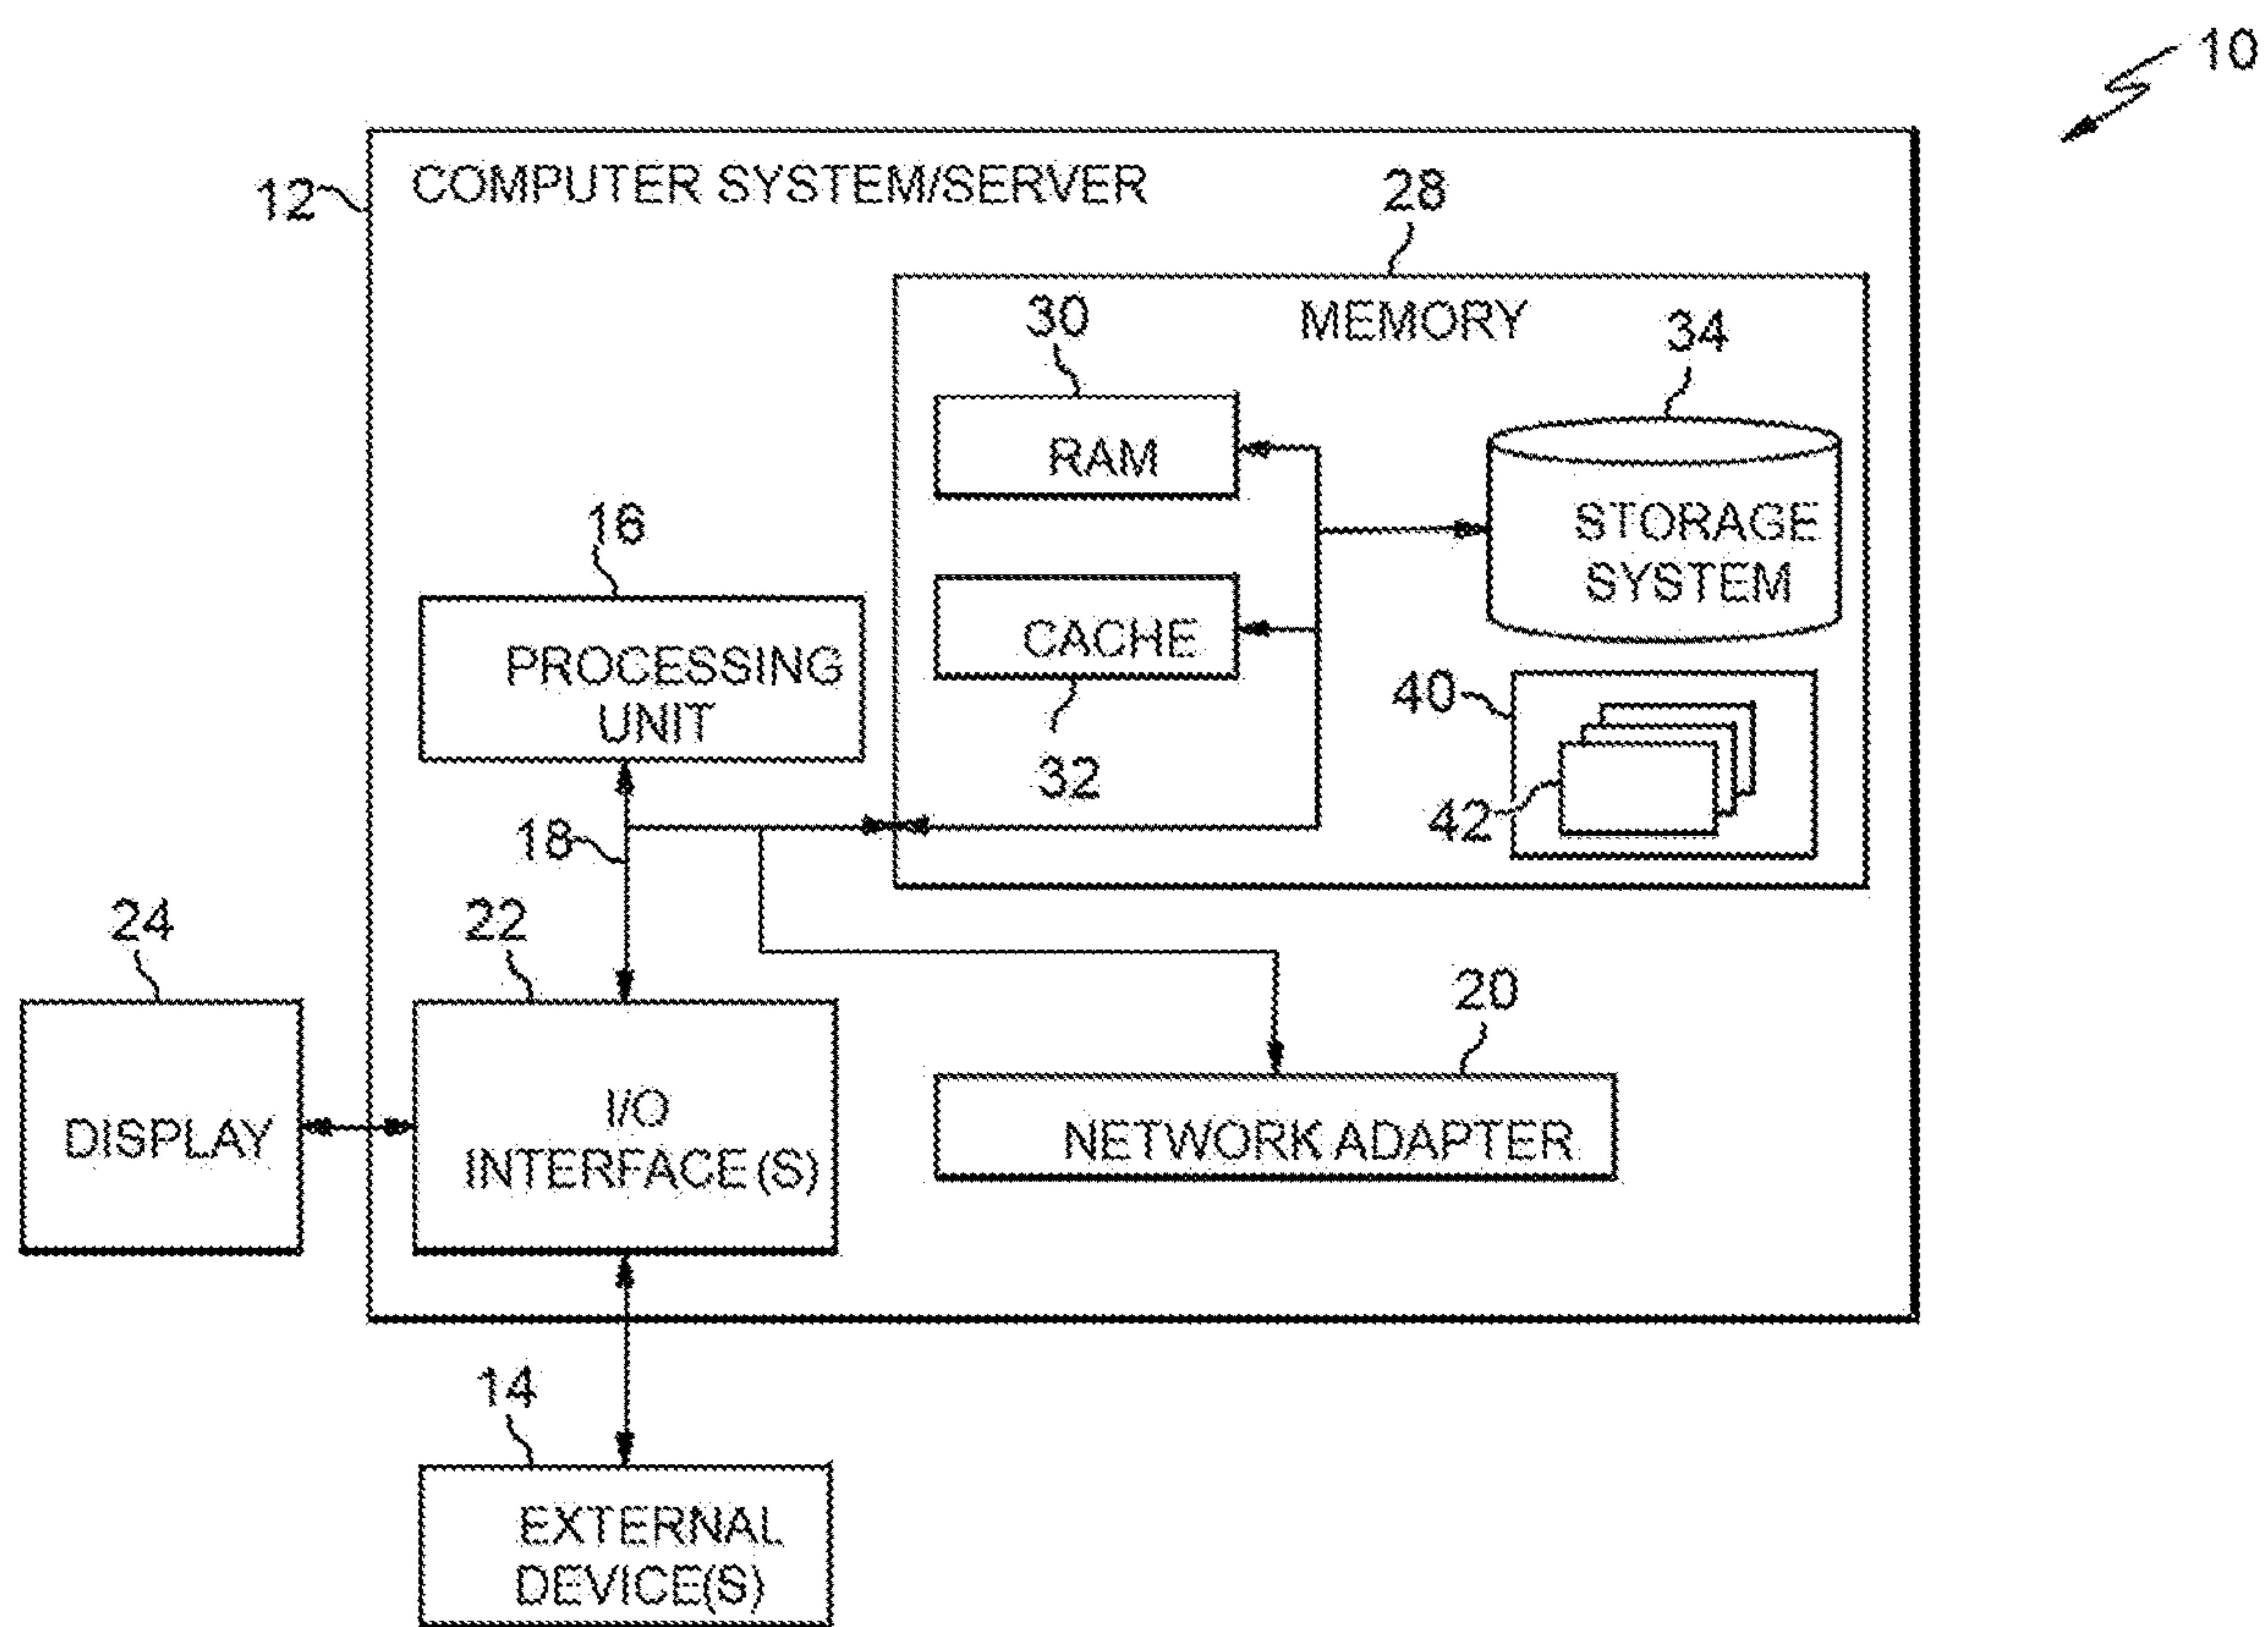 10
12
COMPUTER SYSTEM/SERVER
28
MEMORY
30
RAM
34
STORAGE
SYSTEM
CACHE
32
16
PROCESSING
UNIT
18
40
42
24
DISPLAY
22
I/O
INTERFACE(S)
20
NETWORK ADAPTER
14
EXTERNAL
DEVICE(S)